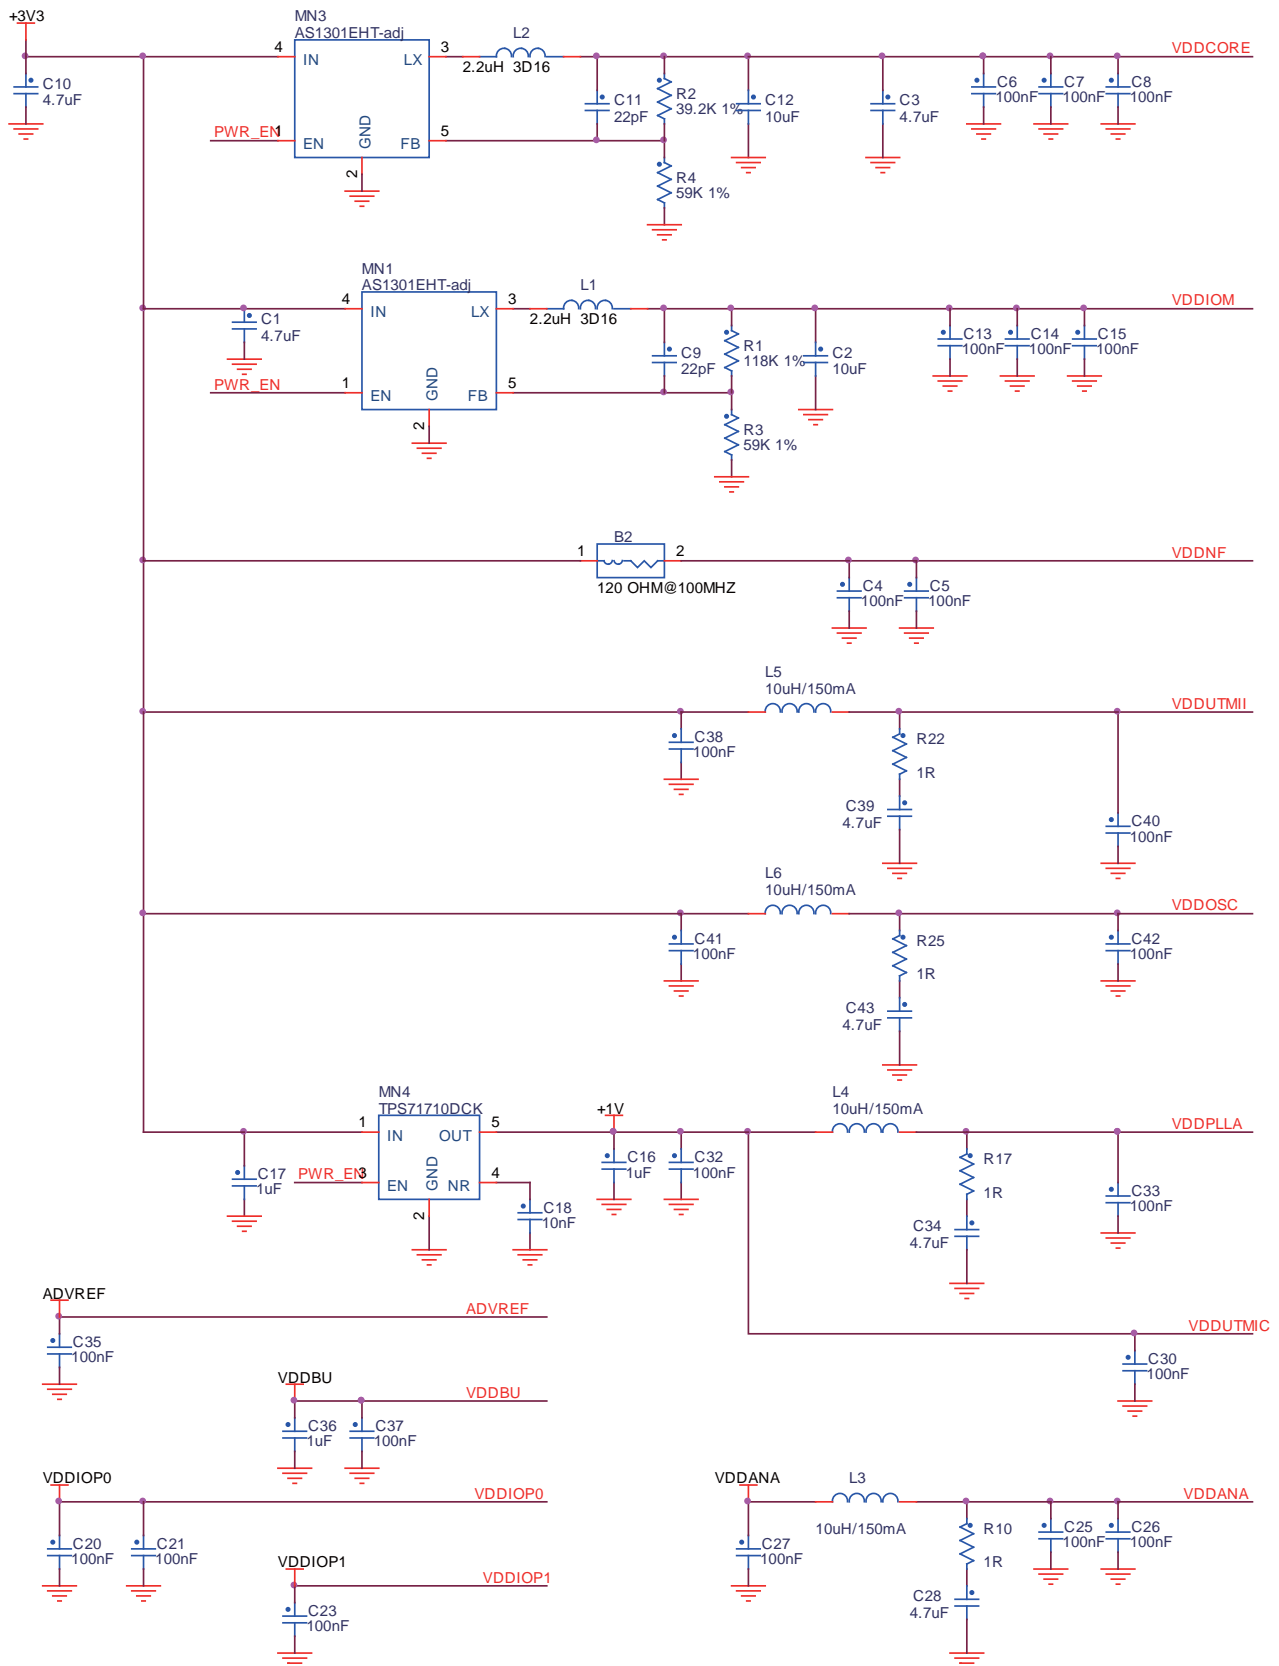 +3V3
C10
4.7uF
MN3
AS1301EHT-adj
4
IN
LX
3
L2
2.2uH 3D16
VDDCORE
PWR_EN
1
EN
GND
FB
5
2
C11
22pF
R2
39.2K 1%
C12
10uF
C3
4.7uF
C6
100nF
C7
100nF
C8
100nF
R4
59K 1%
MN1
AS1301EHT-adj
C1
4.7uF
4
IN
LX
3
L1
2.2uH 3D16
VDDIOM
PWR_EN
1
EN
GND
FB
5
2
C9
22pF
R1
118K 1%
C2
10uF
C13
100nF
C14
100nF
C15
100nF
R3
59K 1%
B2
1
2
120 OHM@100MHZ
VDDNF
C4
100nF
C5
100nF
L5
10uH/150mA
VDDUTMII
C38
100nF
R22
1R
C39
4.7uF
C40
100nF
L6
10uH/150mA
VDDOSC
C41
100nF
R25
1R
C43
4.7uF
C42
100nF
MN4
TPS71710DCK
1
IN
OUT
5
+1V
L4
10uH/150mA
VDDPLLA
C17
1uF
PWR_EN
3
EN
GND
NR
4
2
C18
10nF
C16
1uF
C32
100nF
R17
1R
C34
4.7uF
C33
100nF
ADVREF
ADVREF
C35
100nF
VDDUTMIC
C30
100nF
VDDBU
VDDBU
C36
1uF
C37
100nF
VDDIOP0
VDDIOP0
C20
100nF
C21
100nF
VDDIOP1
VDDIOP1
C23
100nF
VDDANA
L3
10uH/150mA
VDDANA
C27
100nF
R10
1R
C28
4.7uF
C25
100nF
C26
100nF